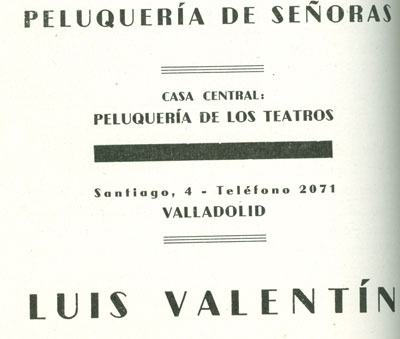 PELUQUERÍA DE SEÑORAS
CASA CENTRAL:
PELUQUERÍA DE LOS TEATROS
Santiago, 4 - Teléfono 2071
VALLADOLID
LUIS VALENTÍN